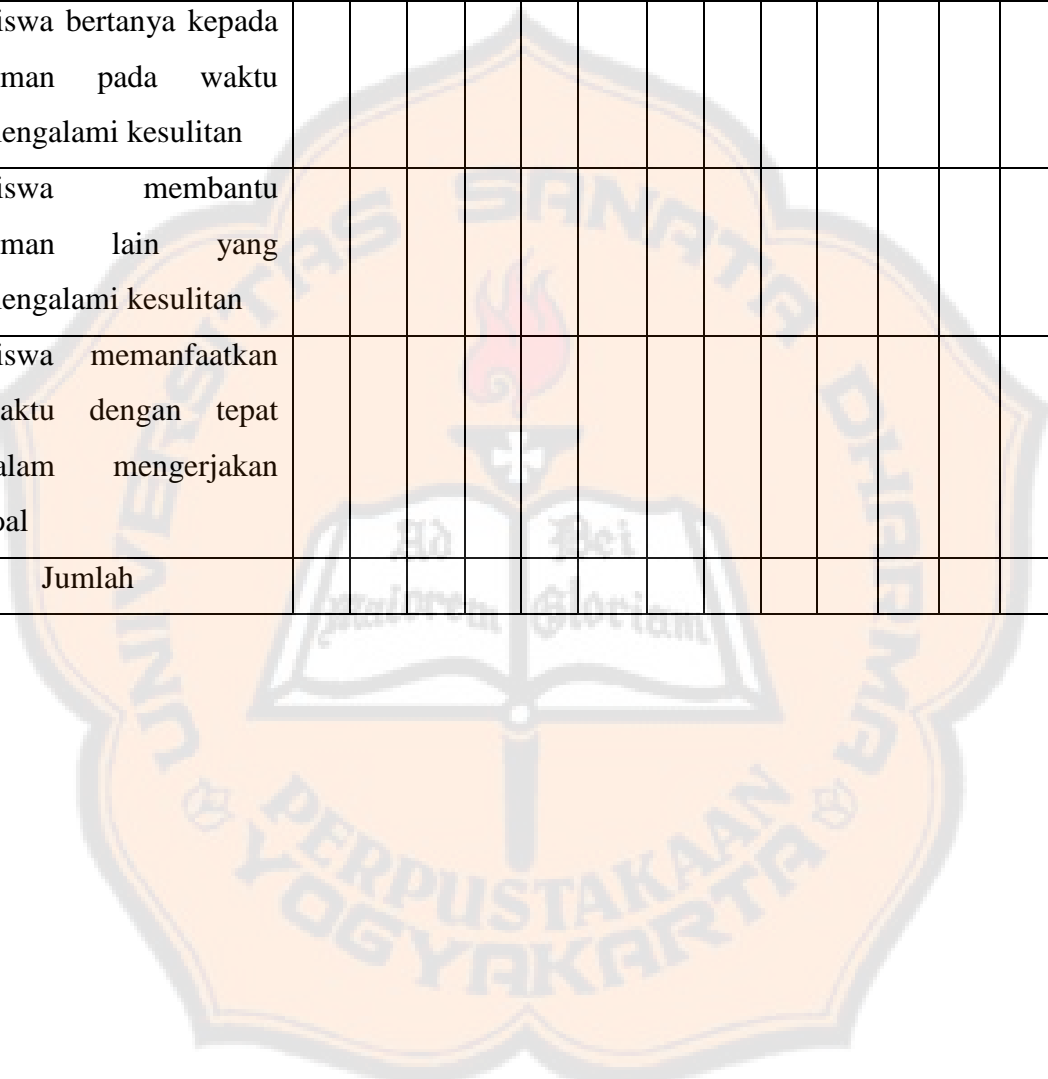 iswa bertanya kepada
man pada waktu
engalami kesulitan
iswa membantu
man lain yang
engalami kesulitan
iswa memanfaatkan
aktu dengan tepat
alam mengerjakan
oal
Jumlah
UNIVERSITAS SANATA DHARMA
Ad Dei
Maiorem Gloriam
PERPUSTAKAAN
YOGYAKARTA